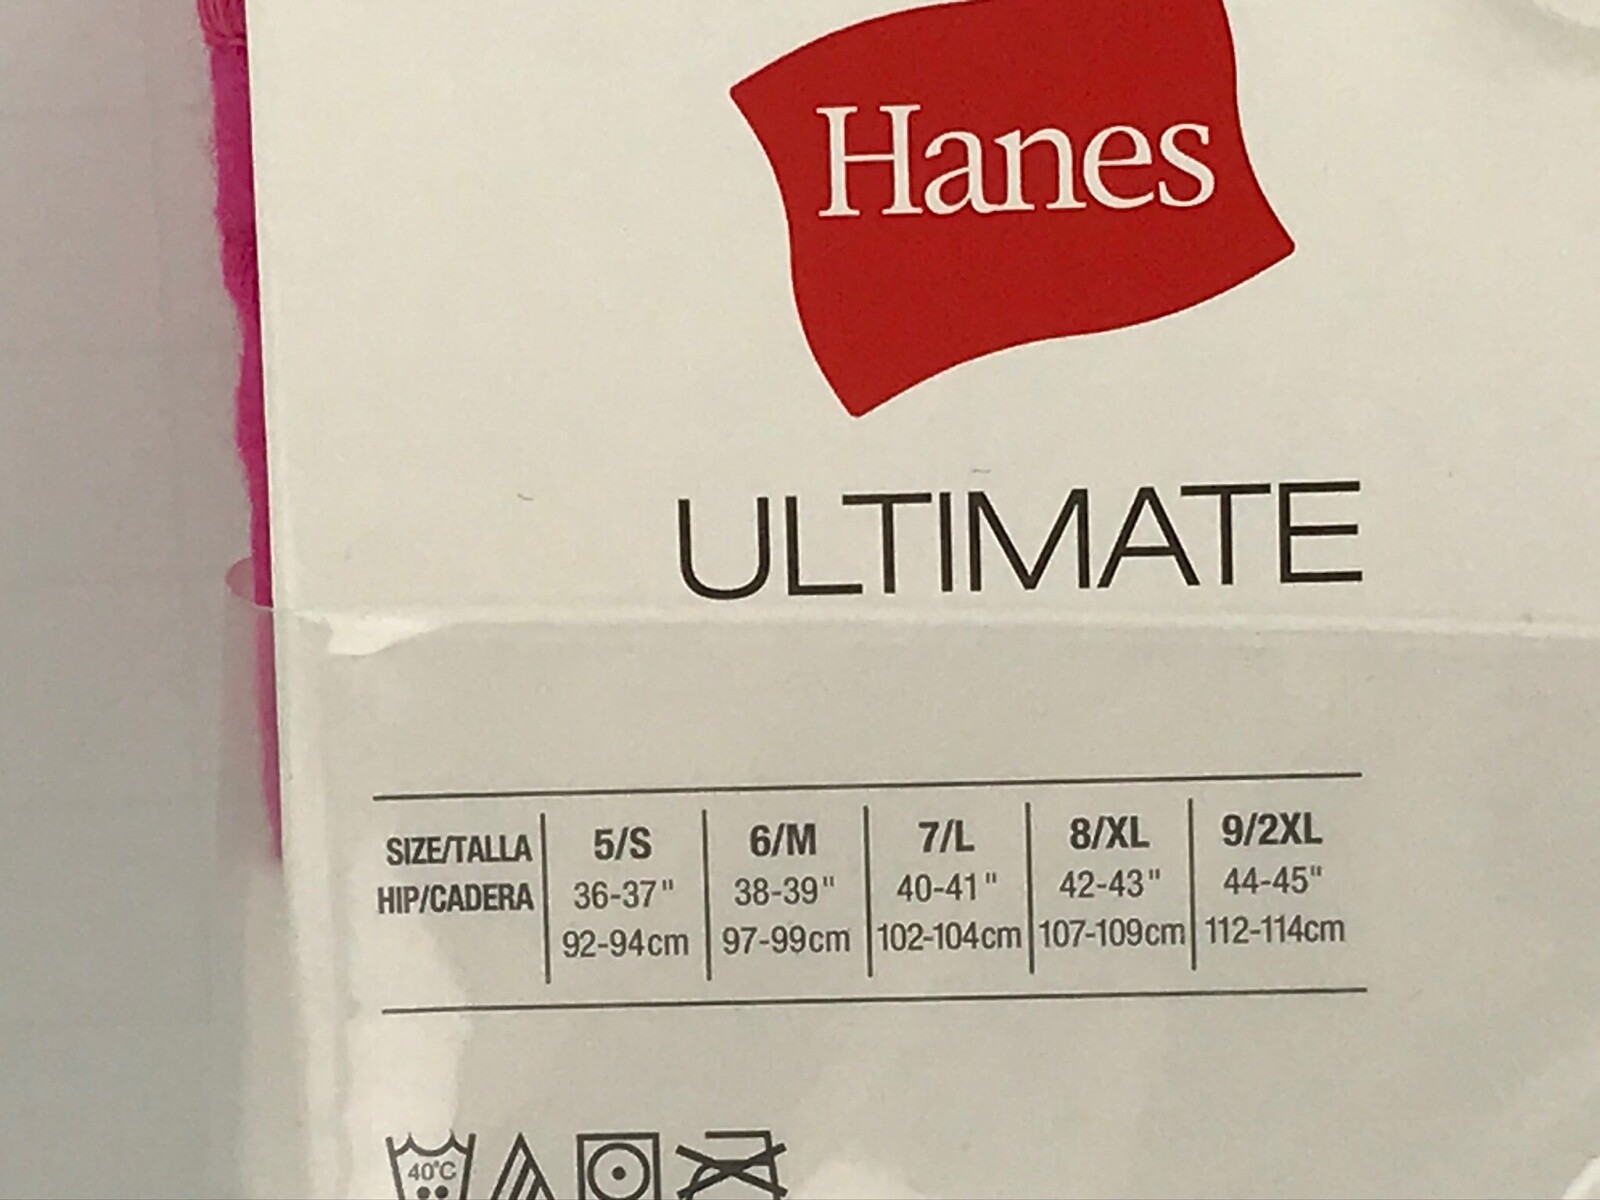 Hanes
ULTIMATE
SIZE/TALLA 5/S 6/M 7/L 8/XL 9/2XL
HIP/CADERA 36-37" 38-39" 40-41" 42-43" 44-45"
92-94cm 97-99cm 102-104cm 107-109cm 112-114cm
40°C